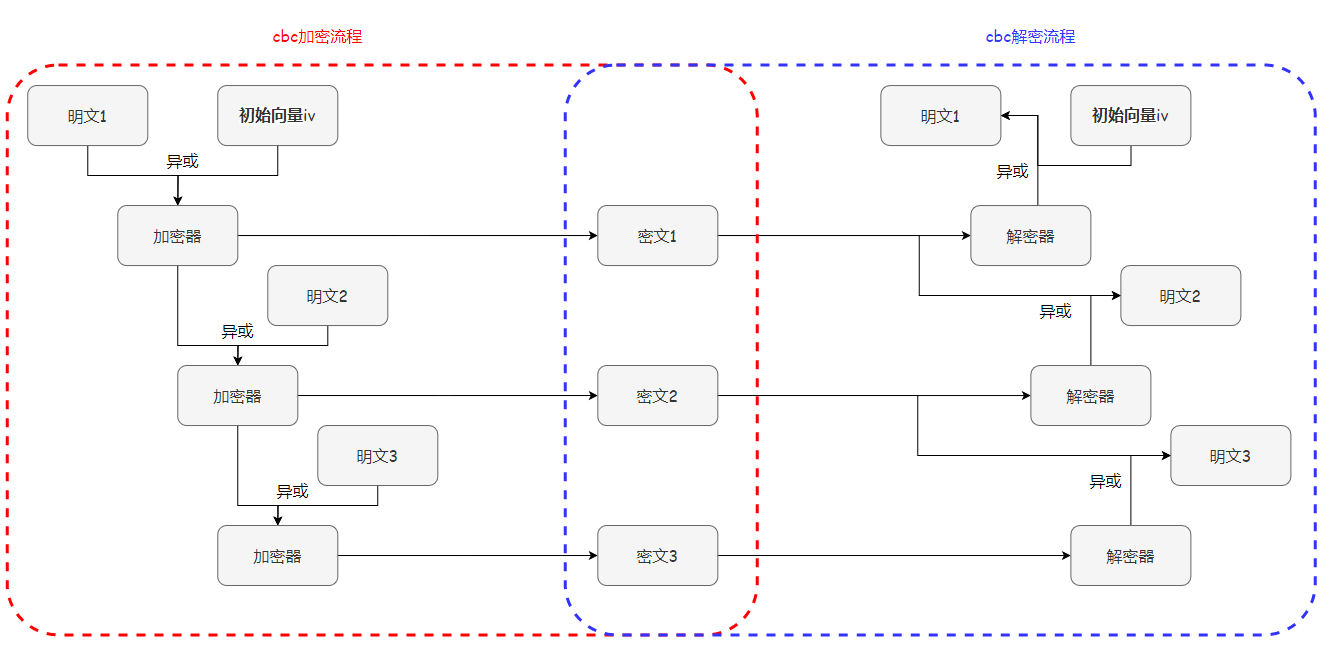 cbc加密流程
cbc解密流程
明文1
初始向量iv
明文1
初始向量iv
异或
异或
加密器
密文1
解密器
明文2
明文2
异或
异或
加密器
密文2
解密器
明文3
明文3
异或
异或
加密器
密文3
解密器